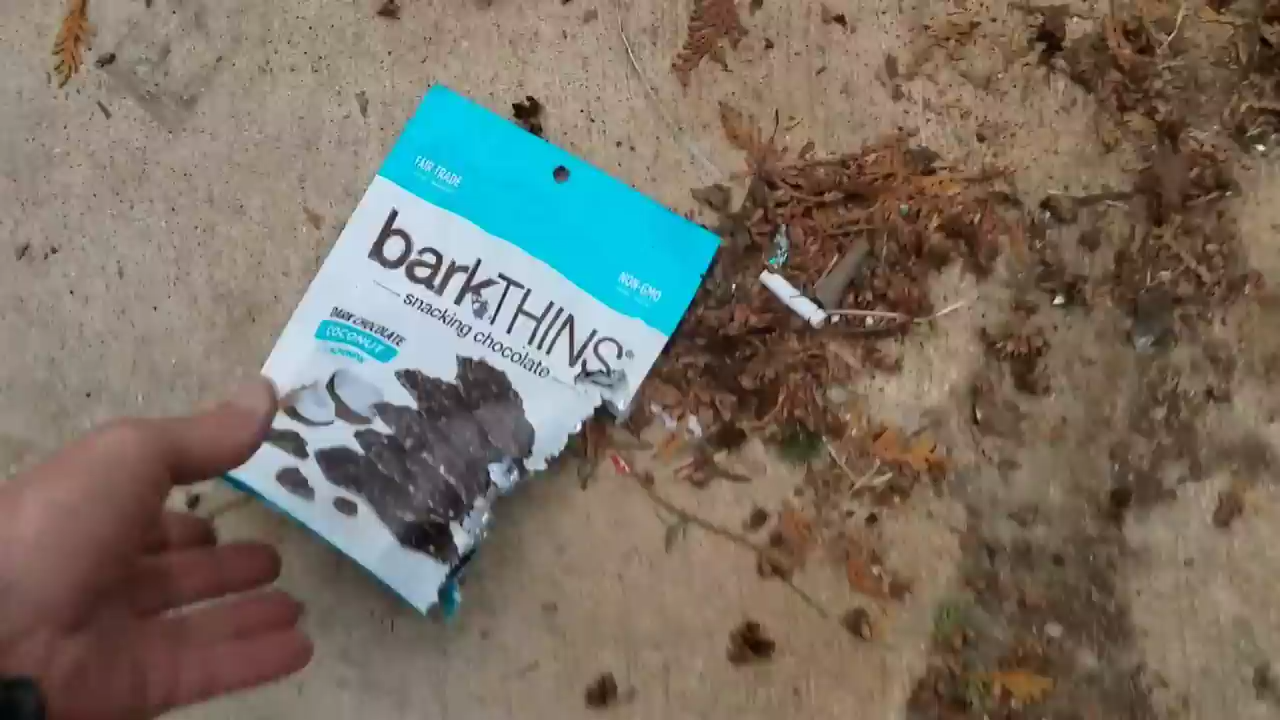 FAIR TRADE
NON-GMO
barkTHINS®
snacking chocolate
DARK CHOCOLATE
COCONUT